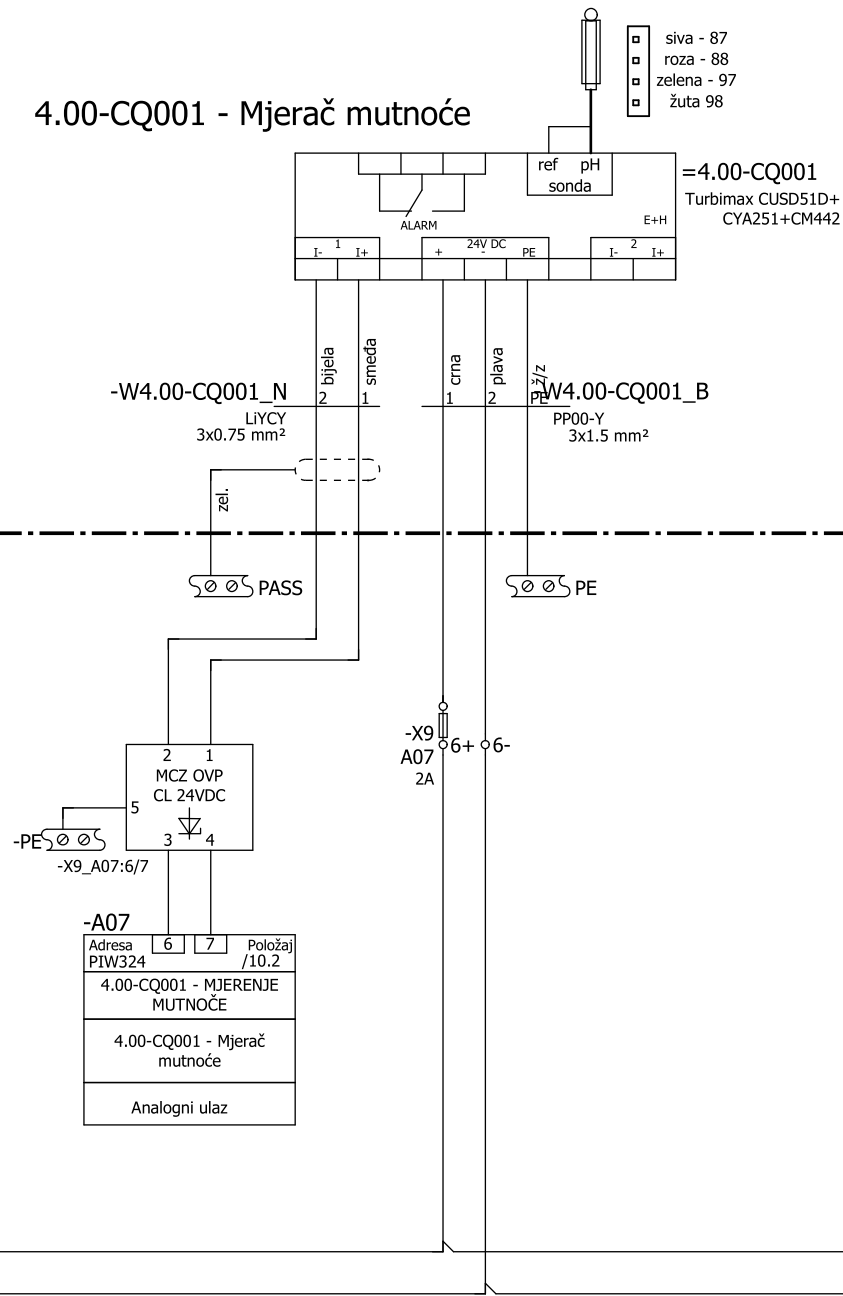 siva - 87
roza - 88
zelena - 97
žuta 98
4.00-CQ001 - Mjerač mutnoće
ref pH
sonda
=4.00-CQ001
Turbimax CUSD51D+
CYA251+CM442
E+H
ALARM
1
I- I+
24V DC
+ - PE
2
I- I+
bijela
smeđa
crna
plava
ž/z
-W4.00-CQ001_N
2 1
LiYCY
3x0.75 mm²
-W4.00-CQ001_B
1 2 PE
PP00-Y
3x1.5 mm²
zel.
PASS
PE
-X9
A07
2A
6+ 6-
2 1
MCZ OVP
CL 24VDC
5
3 4
-PE
-X9_A07:6/7
-A07
Adresa 6 7 Položaj
PIW324 /10.2
4.00-CQ001 - MJERENJE
MUTNOČE
4.00-CQ001 - Mjerač
mutnoće
Analogni ulaz